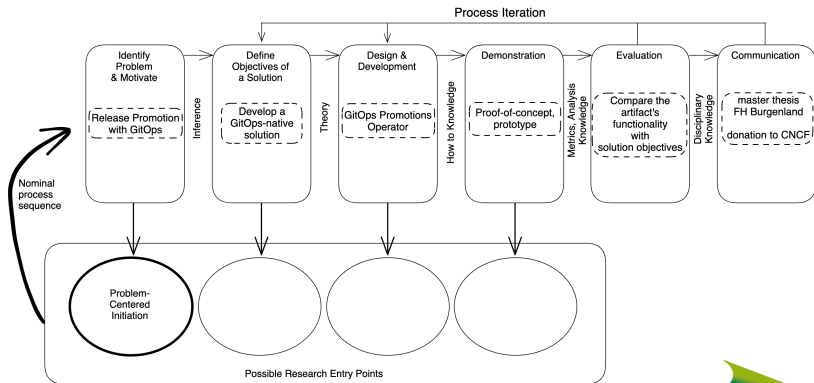 Process Iteration
Identify
Problem
& Motivate
Release Promotion
with GitOps
Inference
Define
Objectives of
a Solution
Develop a
GitOps-native
solution
Theory
Design &
Development
GitOps Promotions
Operator
How to Knowledge
Demonstration
Proof-of-concept,
prototype
Metrics, Analysis
Knowledge
Evaluation
Compare the
artifact's
functionality
with
solution objectives
Disciplinary
Knowledge
Communication
master thesis
FH Burgenland
donation to CNCF
Nominal
process
sequence
Problem-
Centered
Initiation
Possible Research Entry Points